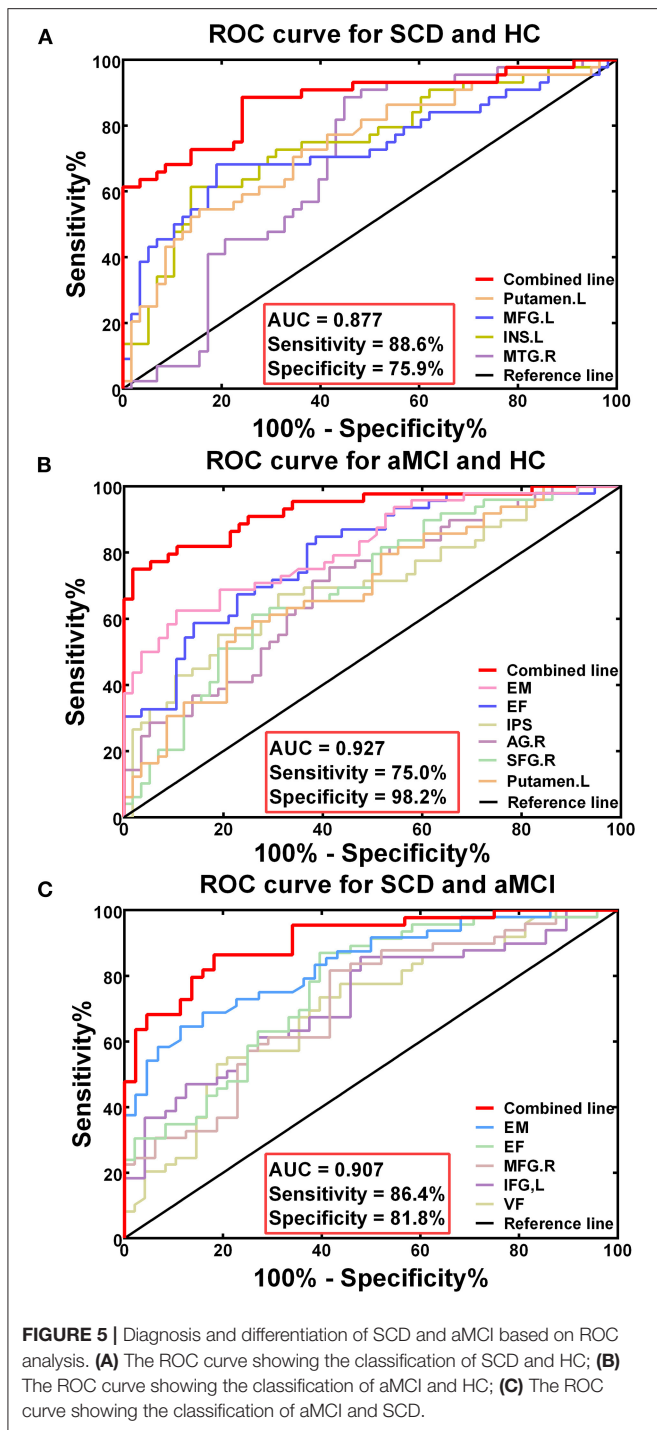 A
ROC curve for SCD and HC
100
80
60
40
20
0
Sensitivity%
Combined line
Putamen.L
MFG.L
INS.L
MTG.R
Reference line
AUC = 0.877
Sensitivity = 88.6%
Specificity = 75.9%
0 20 40 60 80 100
100% - Specificity%
B
ROC curve for aMCI and HC
100
80
60
40
20
0
Sensitivity%
Combined line
EM
EF
IPS
AG.R
SFG.R
Putamen.L
Reference line
AUC = 0.927
Sensitivity = 75.0%
Specificity = 98.2%
0 20 40 60 80 100
100% - Specificity%
C
ROC curve for SCD and aMCI
100
80
60
40
20
0
Sensitivity%
Combined line
EM
EF
MFG.R
IFG,L
VF
Reference line
AUC = 0.907
Sensitivity = 86.4%
Specificity = 81.8%
0 20 40 60 80 100
100% - Specificity%
FIGURE 5 | Diagnosis and differentiation of SCD and aMCI based on ROC
analysis. (A) The ROC curve showing the classification of SCD and HC; (B)
The ROC curve showing the classification of aMCI and HC; (C) The ROC
curve showing the classification of aMCI and SCD.